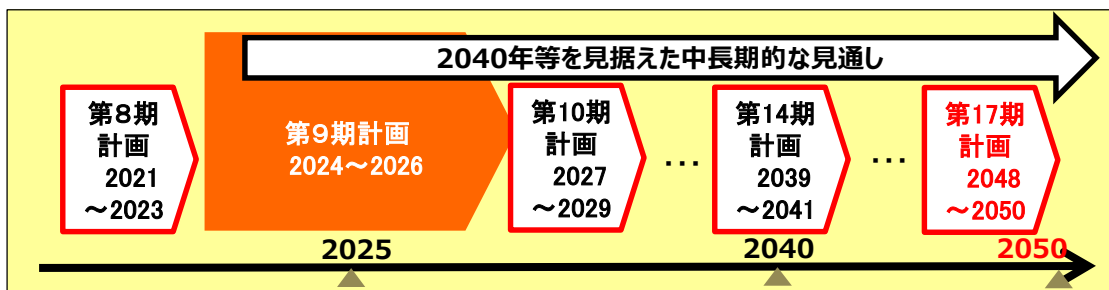 2040年等を見据えた中長期的な見通し
第８期
計画
2021
～2023
第９期計画
2024～2026
第10期
計画
2027
～2029
…
第14期
計画
2039
～2041
…
第17期
計画
2048
～2050
2025
2040
2050